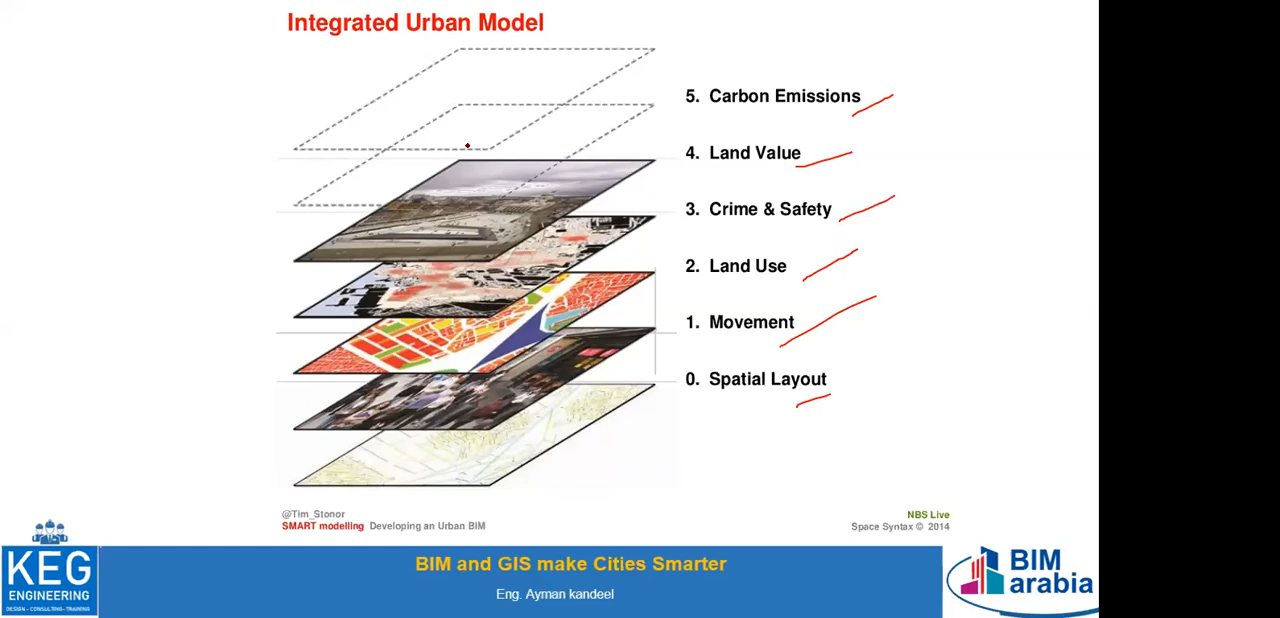 Integrated Urban Model
5. Carbon Emissions
4. Land Value
3. Crime & Safety
2. Land Use
1. Movement
0. Spatial Layout
@Tim_Stonor
SMART modelling Developing an Urban BIM
NBS Live
Space Syntax © 2014
KEG
ENGINEERING
DESIGN - CONSULTING - TRAINING
BIM and GIS make Cities Smarter
Eng. Ayman kandeel
BIM
arabia